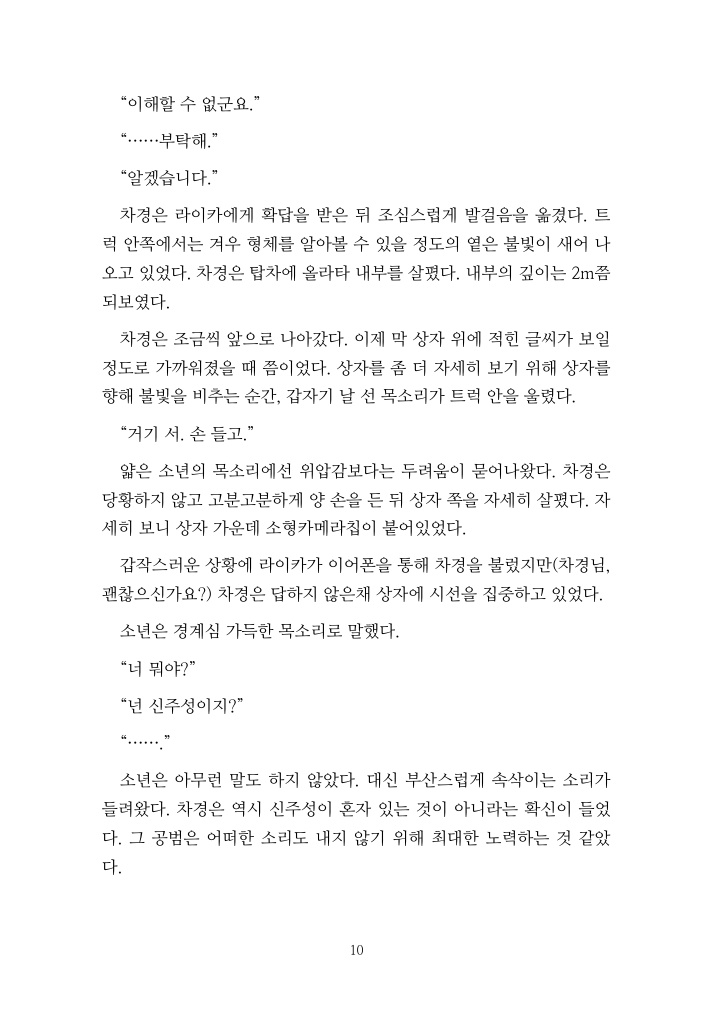 “이해할 수 없군요.”
“……부탁해.”
“알겠습니다.”
차경은 라이카에게 확답을 받은 뒤 조심스럽게 발걸음을 옮겼다. 트
럭 안쪽에서는 겨우 형체를 알아볼 수 있을 정도의 옅은 불빛이 새어 나
오고 있었다. 차경은 탑차에 올라타 내부를 살폈다. 내부의 깊이는 2m쯤
되보였다.
차경은 조금씩 앞으로 나아갔다. 이제 막 상자 위에 적힌 글씨가 보일
정도로 가까워졌을 때 쯤이었다. 상자를 좀 더 자세히 보기 위해 상자를
향해 불빛을 비추는 순간, 갑자기 날 선 목소리가 트럭 안을 울렸다.
“거기 서. 손 들고.”
얇은 소년의 목소리에선 위압감보다는 두려움이 묻어나왔다. 차경은
당황하지 않고 고분고분하게 양 손을 든 뒤 상자 쪽을 자세히 살폈다. 자
세히 보니 상자 가운데 소형카메라칩이 붙어있었다.
갑작스러운 상황에 라이카가 이어폰을 통해 차경을 불렀지만(차경님,
괜찮으신가요?) 차경은 답하지 않은채 상자에 시선을 집중하고 있었다.
소년은 경계심 가득한 목소리로 말했다.
“너 뭐야?”
“넌 신주성이지?”
“…….”
소년은 아무런 말도 하지 않았다. 대신 부산스럽게 속삭이는 소리가
들려왔다. 차경은 역시 신주성이 혼자 있는 것이 아니라는 확신이 들었
다. 그 공범은 어떠한 소리도 내지 않기 위해 최대한 노력하는 것 같았
다.
10